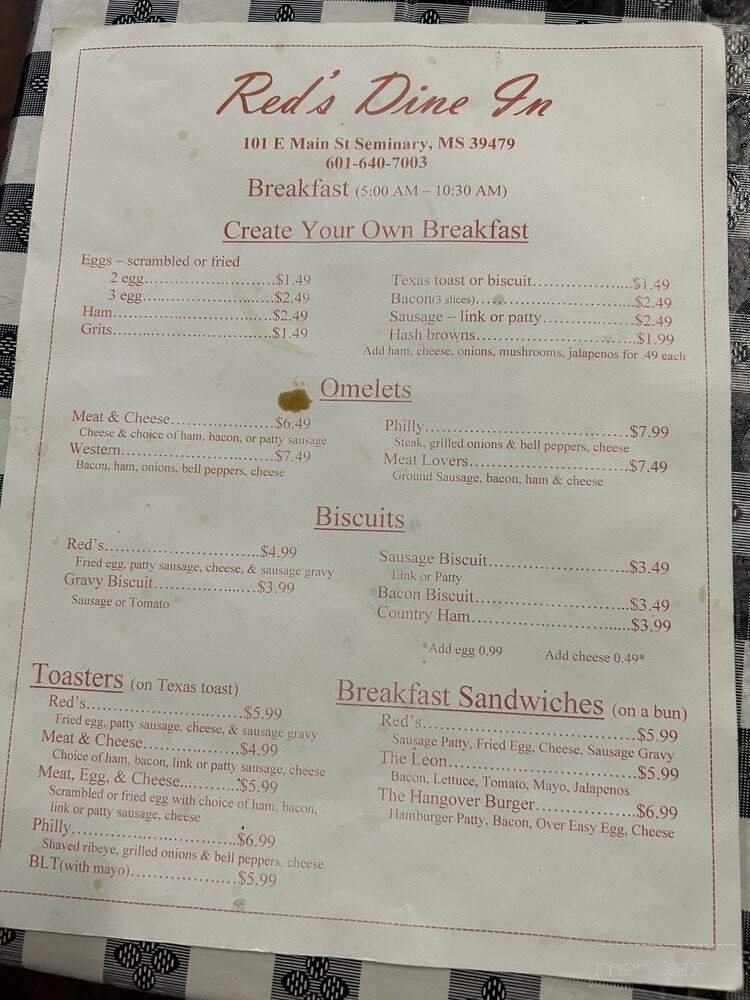 Red's Dine In
101 E Main St Seminary, MS 39479
601-640-7003
Breakfast (5:00 AM – 10:30 AM)
Create Your Own Breakfast
Eggs – scrambled or fried
2 egg..............................$1.49
3 egg..............................$2.49
Ham..............................$2.49
Grits..............................$1.49
Texas toast or biscuit....................$1.49
Bacon(3 slices)..............................$2.49
Sausage – link or patty....................$2.49
Hash browns..............................$1.99
Add ham, cheese, onions, mushrooms, jalapenos for .49 each
Omelets
Meat & Cheese....................$6.49
Cheese & choice of ham, bacon, or patty sausage
Western..............................$7.49
Bacon, ham, onions, bell peppers, cheese
Philly..............................$7.99
Steak, grilled onions & bell peppers, cheese
Meat Lovers..............................$7.49
Ground Sausage, bacon, ham & cheese
Biscuits
Red's..............................$4.99
Fried egg, patty sausage, cheese, & sausage gravy
Gravy Biscuit....................$3.99
Sausage or Tomato
Sausage Biscuit....................$3.49
Link or Patty
Bacon Biscuit....................$3.49
Country Ham..............................$3.99
*Add egg 0.99 Add cheese 0.49*
Toasters (on Texas toast)
Red's..............................$5.99
Fried egg, patty sausage, cheese, & sausage gravy
Meat & Cheese....................$4.99
Choice of ham, bacon, link or patty sausage, cheese
Meat, Egg, & Cheese............$5.99
Scrambled or fried egg with choice of ham, bacon,
link or patty sausage, cheese
Philly..............................$6.99
Shaved ribeye, grilled onions & bell peppers, cheese
BLT(with mayo)....................$5.99
Breakfast Sandwiches (on a bun)
Red's..............................$5.99
Sausage Patty, Fried Egg, Cheese, Sausage Gravy
The Leon..............................$5.99
Bacon, Lettuce, Tomato, Mayo, Jalapenos
The Hangover Burger...............$6.99
Hamburger Patty, Bacon, Over Easy Egg, Cheese